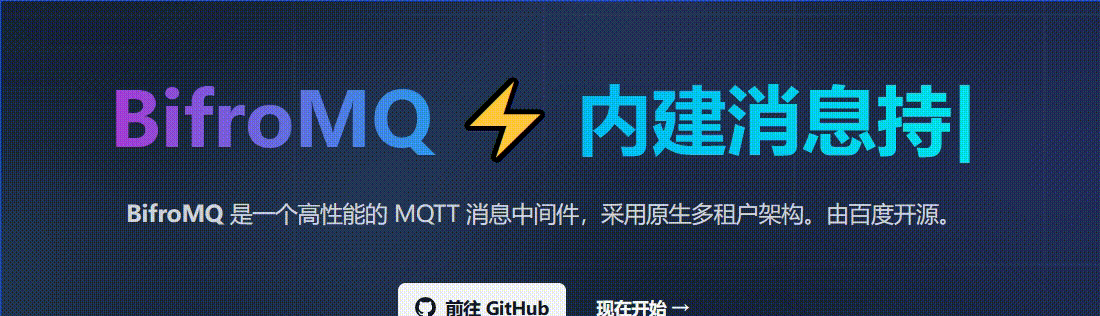 BifroMQ ⚡ 内建消息持|
BifroMQ 是一个高性能的 MQTT 消息中间件，采用原生多租户架构。由百度开源。
前往 GitHub 现在开始 →